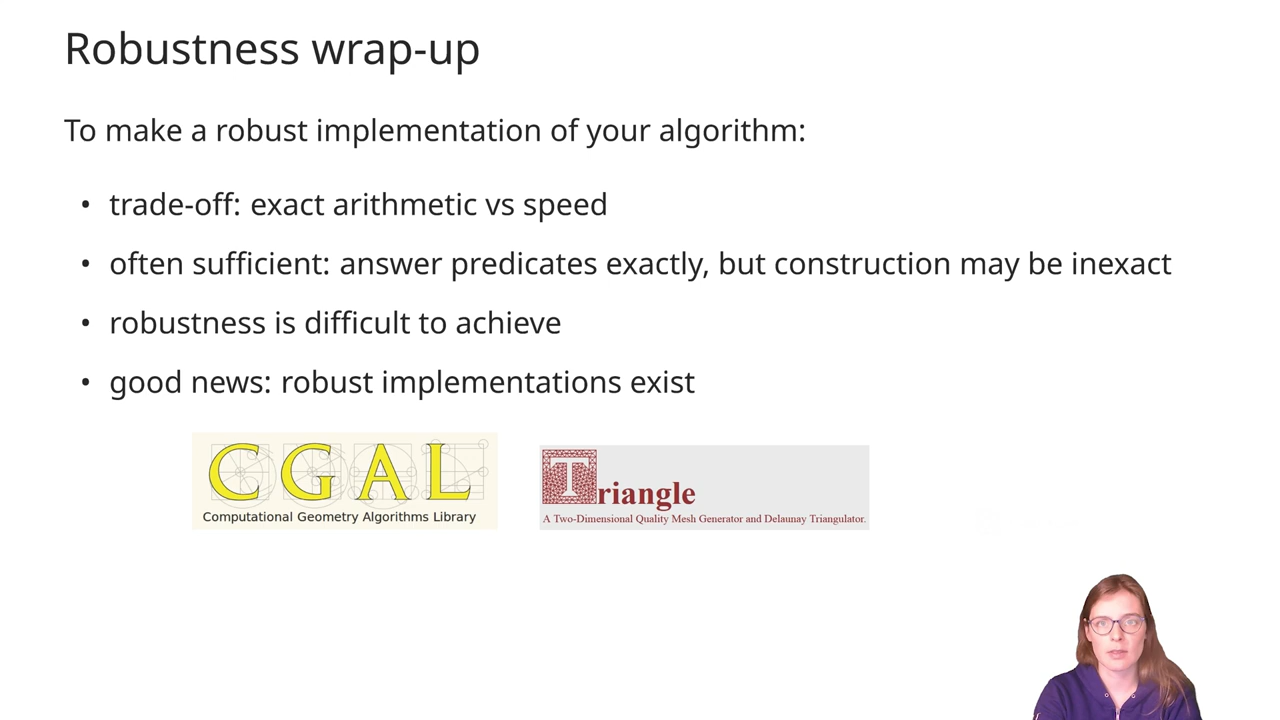 Robustness wrap-up
To make a robust implementation of your algorithm:
• trade-off: exact arithmetic vs speed
• often sufficient: answer predicates exactly, but construction may be inexact
• robustness is difficult to achieve
• good news: robust implementations exist
CGAL
Computational Geometry Algorithms Library
Triangle
A Two-Dimensional Quality Mesh Generator and Delaunay Triangulator.